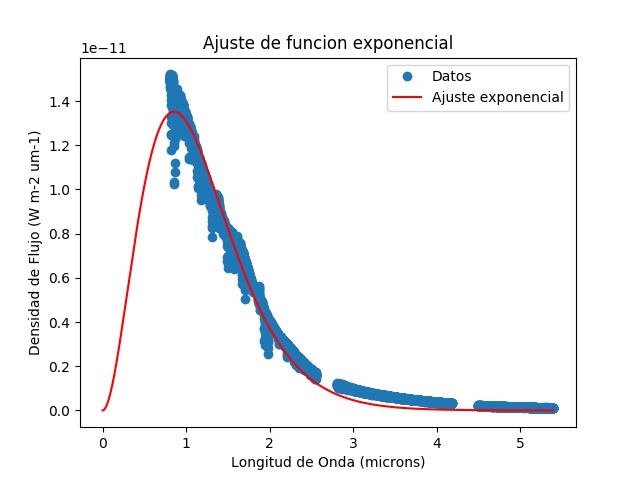 Ajuste de funcion exponencial
1e−11
Datos
Ajuste exponencial
1.4
1.2
1.0
0.8
0.6
0.4
0.2
0.0
Densidad de Flujo (W m-2 um-1)
0 1 2 3 4 5
Longitud de Onda (microns)